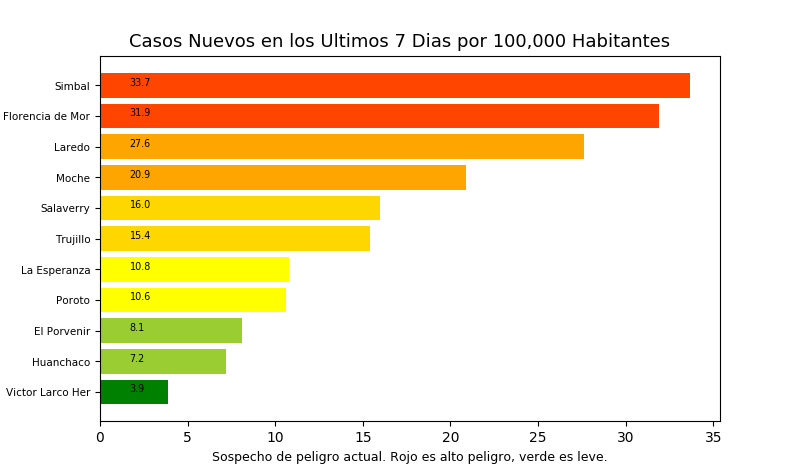 Casos Nuevos en los Ultimos 7 Dias por 100,000 Habitantes
Simbal 33.7
Florencia de Mor 31.9
Laredo 27.6
Moche 20.9
Salaverry 16.0
Trujillo 15.4
La Esperanza 10.8
Poroto 10.6
El Porvenir 8.1
Huanchaco 7.2
Victor Larco Her 3.9
0 5 10 15 20 25 30 35
Sospecho de peligro actual. Rojo es alto peligro, verde es leve.